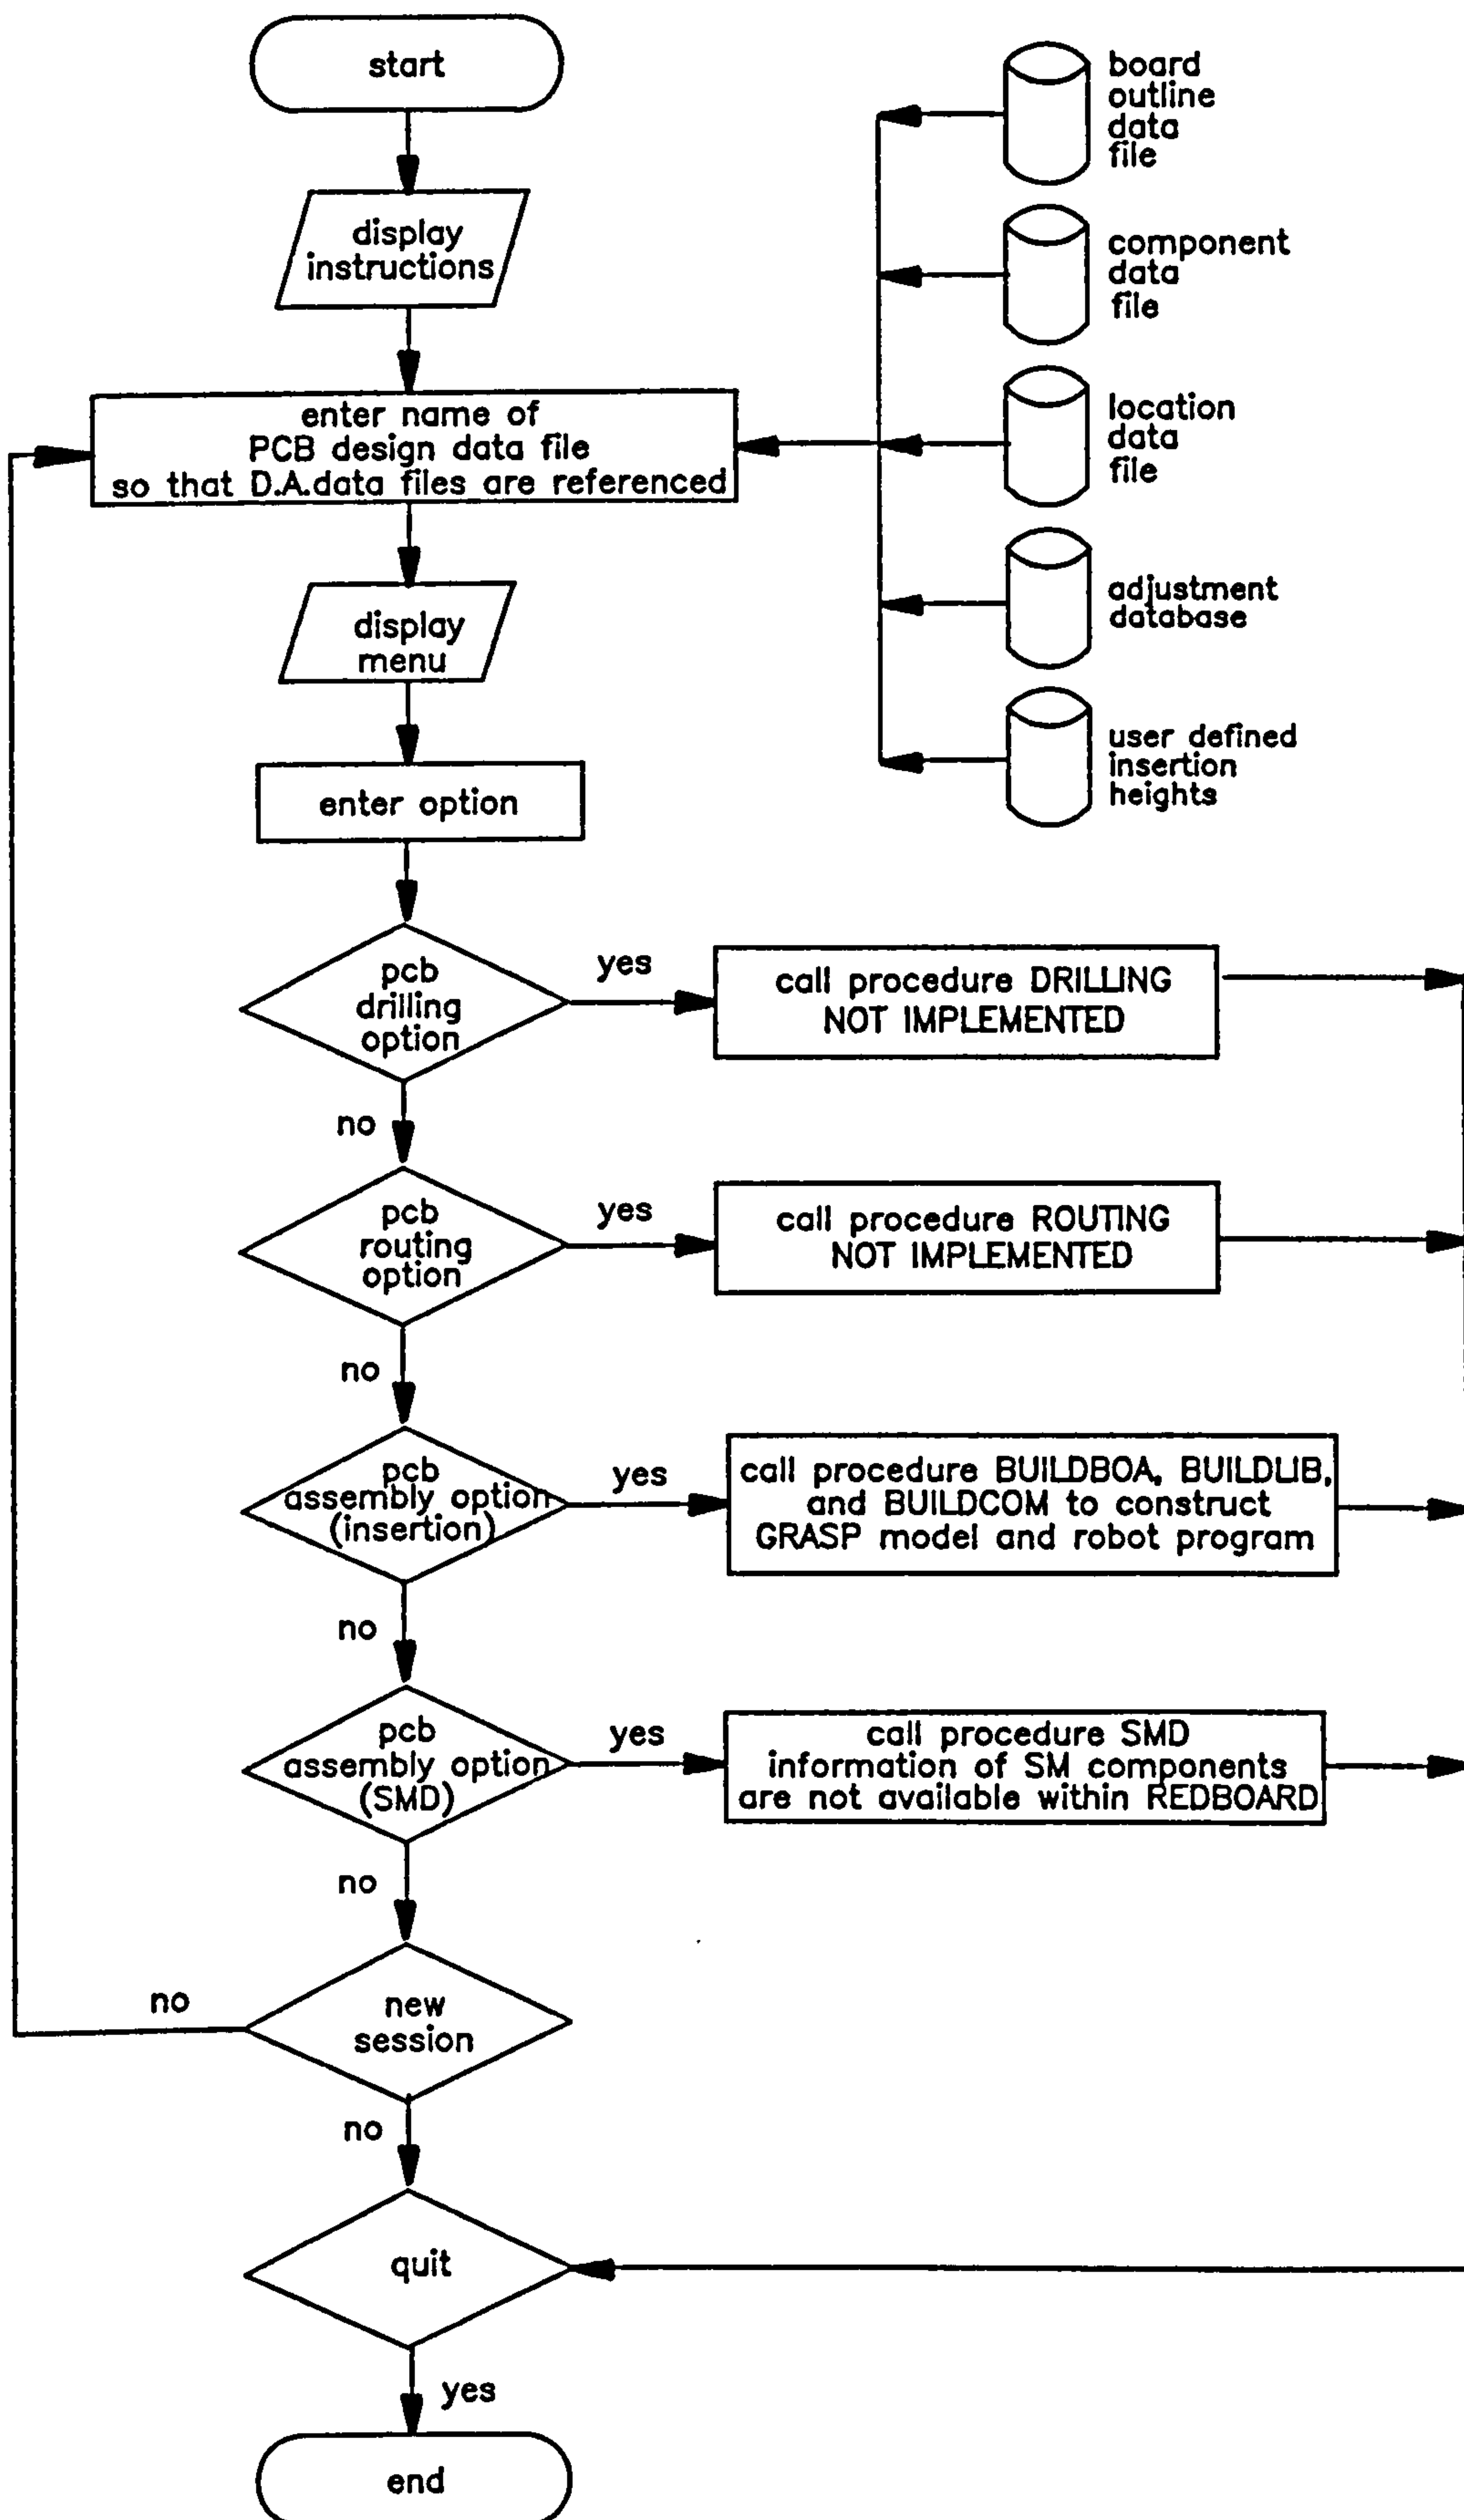 start
display
instructions
enter name of
PCB design data file
so that D.A.data files are referenced
display
menu
enter option
board
outline
data
file
component
data
file
location
data
file
adjustment
database
user defined
insertion
heights
pcb
drilling
option
yes
call procedure DRILLING
NOT IMPLEMENTED
no
pcb
routing
option
yes
call procedure ROUTING
NOT IMPLEMENTED
no
pcb
assembly option
(insertion)
yes
call procedure BUILDBOA, BUILDLIB,
and BUILDCOM to construct
GRASP model and robot program
no
pcb
assembly option
(SMD)
yes
call procedure SMD
information of SM components
are not available within REDBOARD
no
new
session
no
no
quit
yes
end